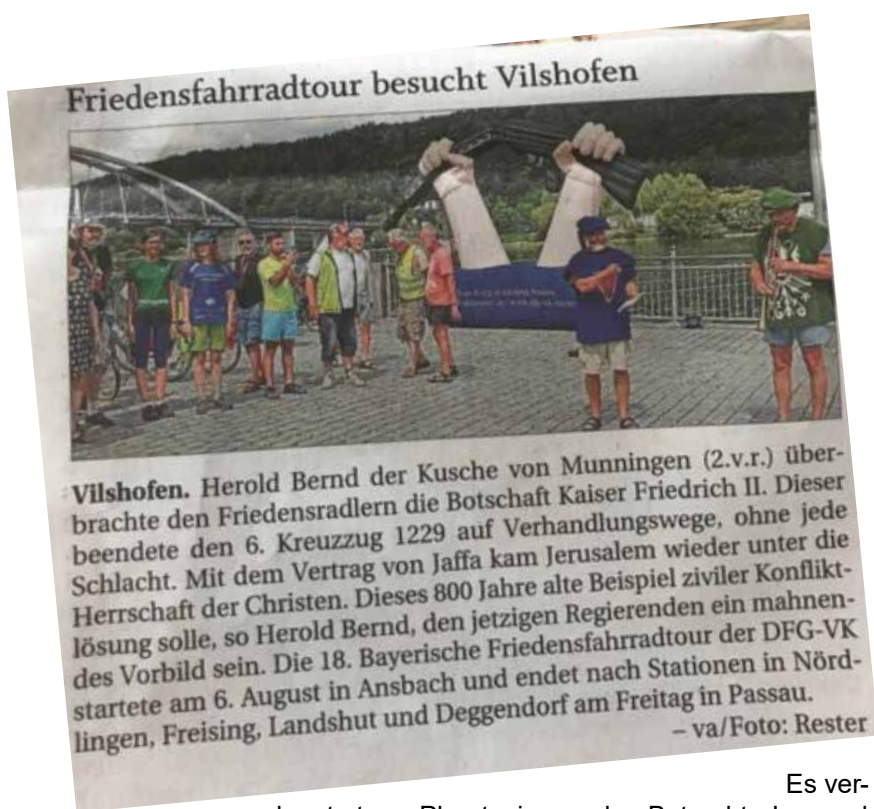 Friedensfahrradtour besucht Vilshofen
Vilshofen. Herold Bernd der Kusche von Munningen (2.v.r.) über-
brachte den Friedensradlern die Botschaft Kaiser Friedrich II. Dieser
beendete den 6. Kreuzzug 1229 auf Verhandlungswege, ohne jede
Schlacht. Mit dem Vertrag von Jaffa kam Jerusalem wieder unter die
Herrschaft der Christen. Dieses 800 Jahre alte Beispiel ziviler Konflikt-
lösung solle, so Herold Bernd, den jetzigen Regierenden ein mahnen-
des Vorbild sein. Die 18. Bayerische Friedensfahrradtour der DFG-VK
startete am 6. August in Ansbach und endet nach Stationen in Nörd-
lingen, Freising, Landshut und Deggendorf am Freitag in Passau.
– va/Foto: Rester
Es ver-